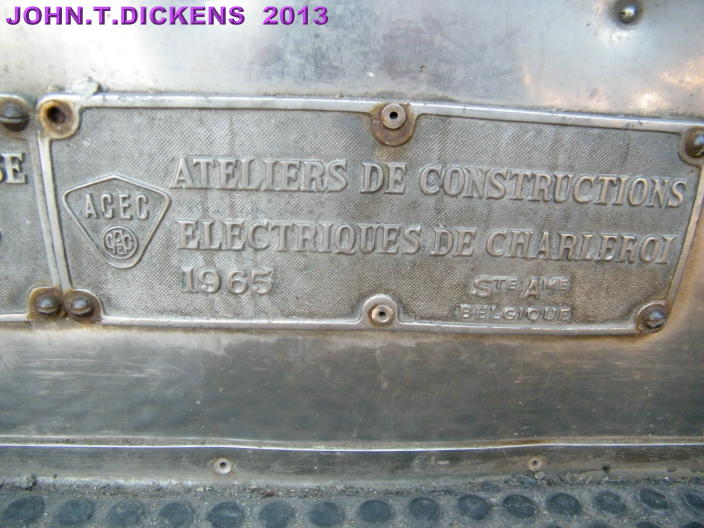 JOHN.T.DICKENS 2013
ATELIERS DE CONSTRUCTIONS
ACEC
ELECTRIQUES DE CHARLEROI
1965
STE AME
BELGIQUE